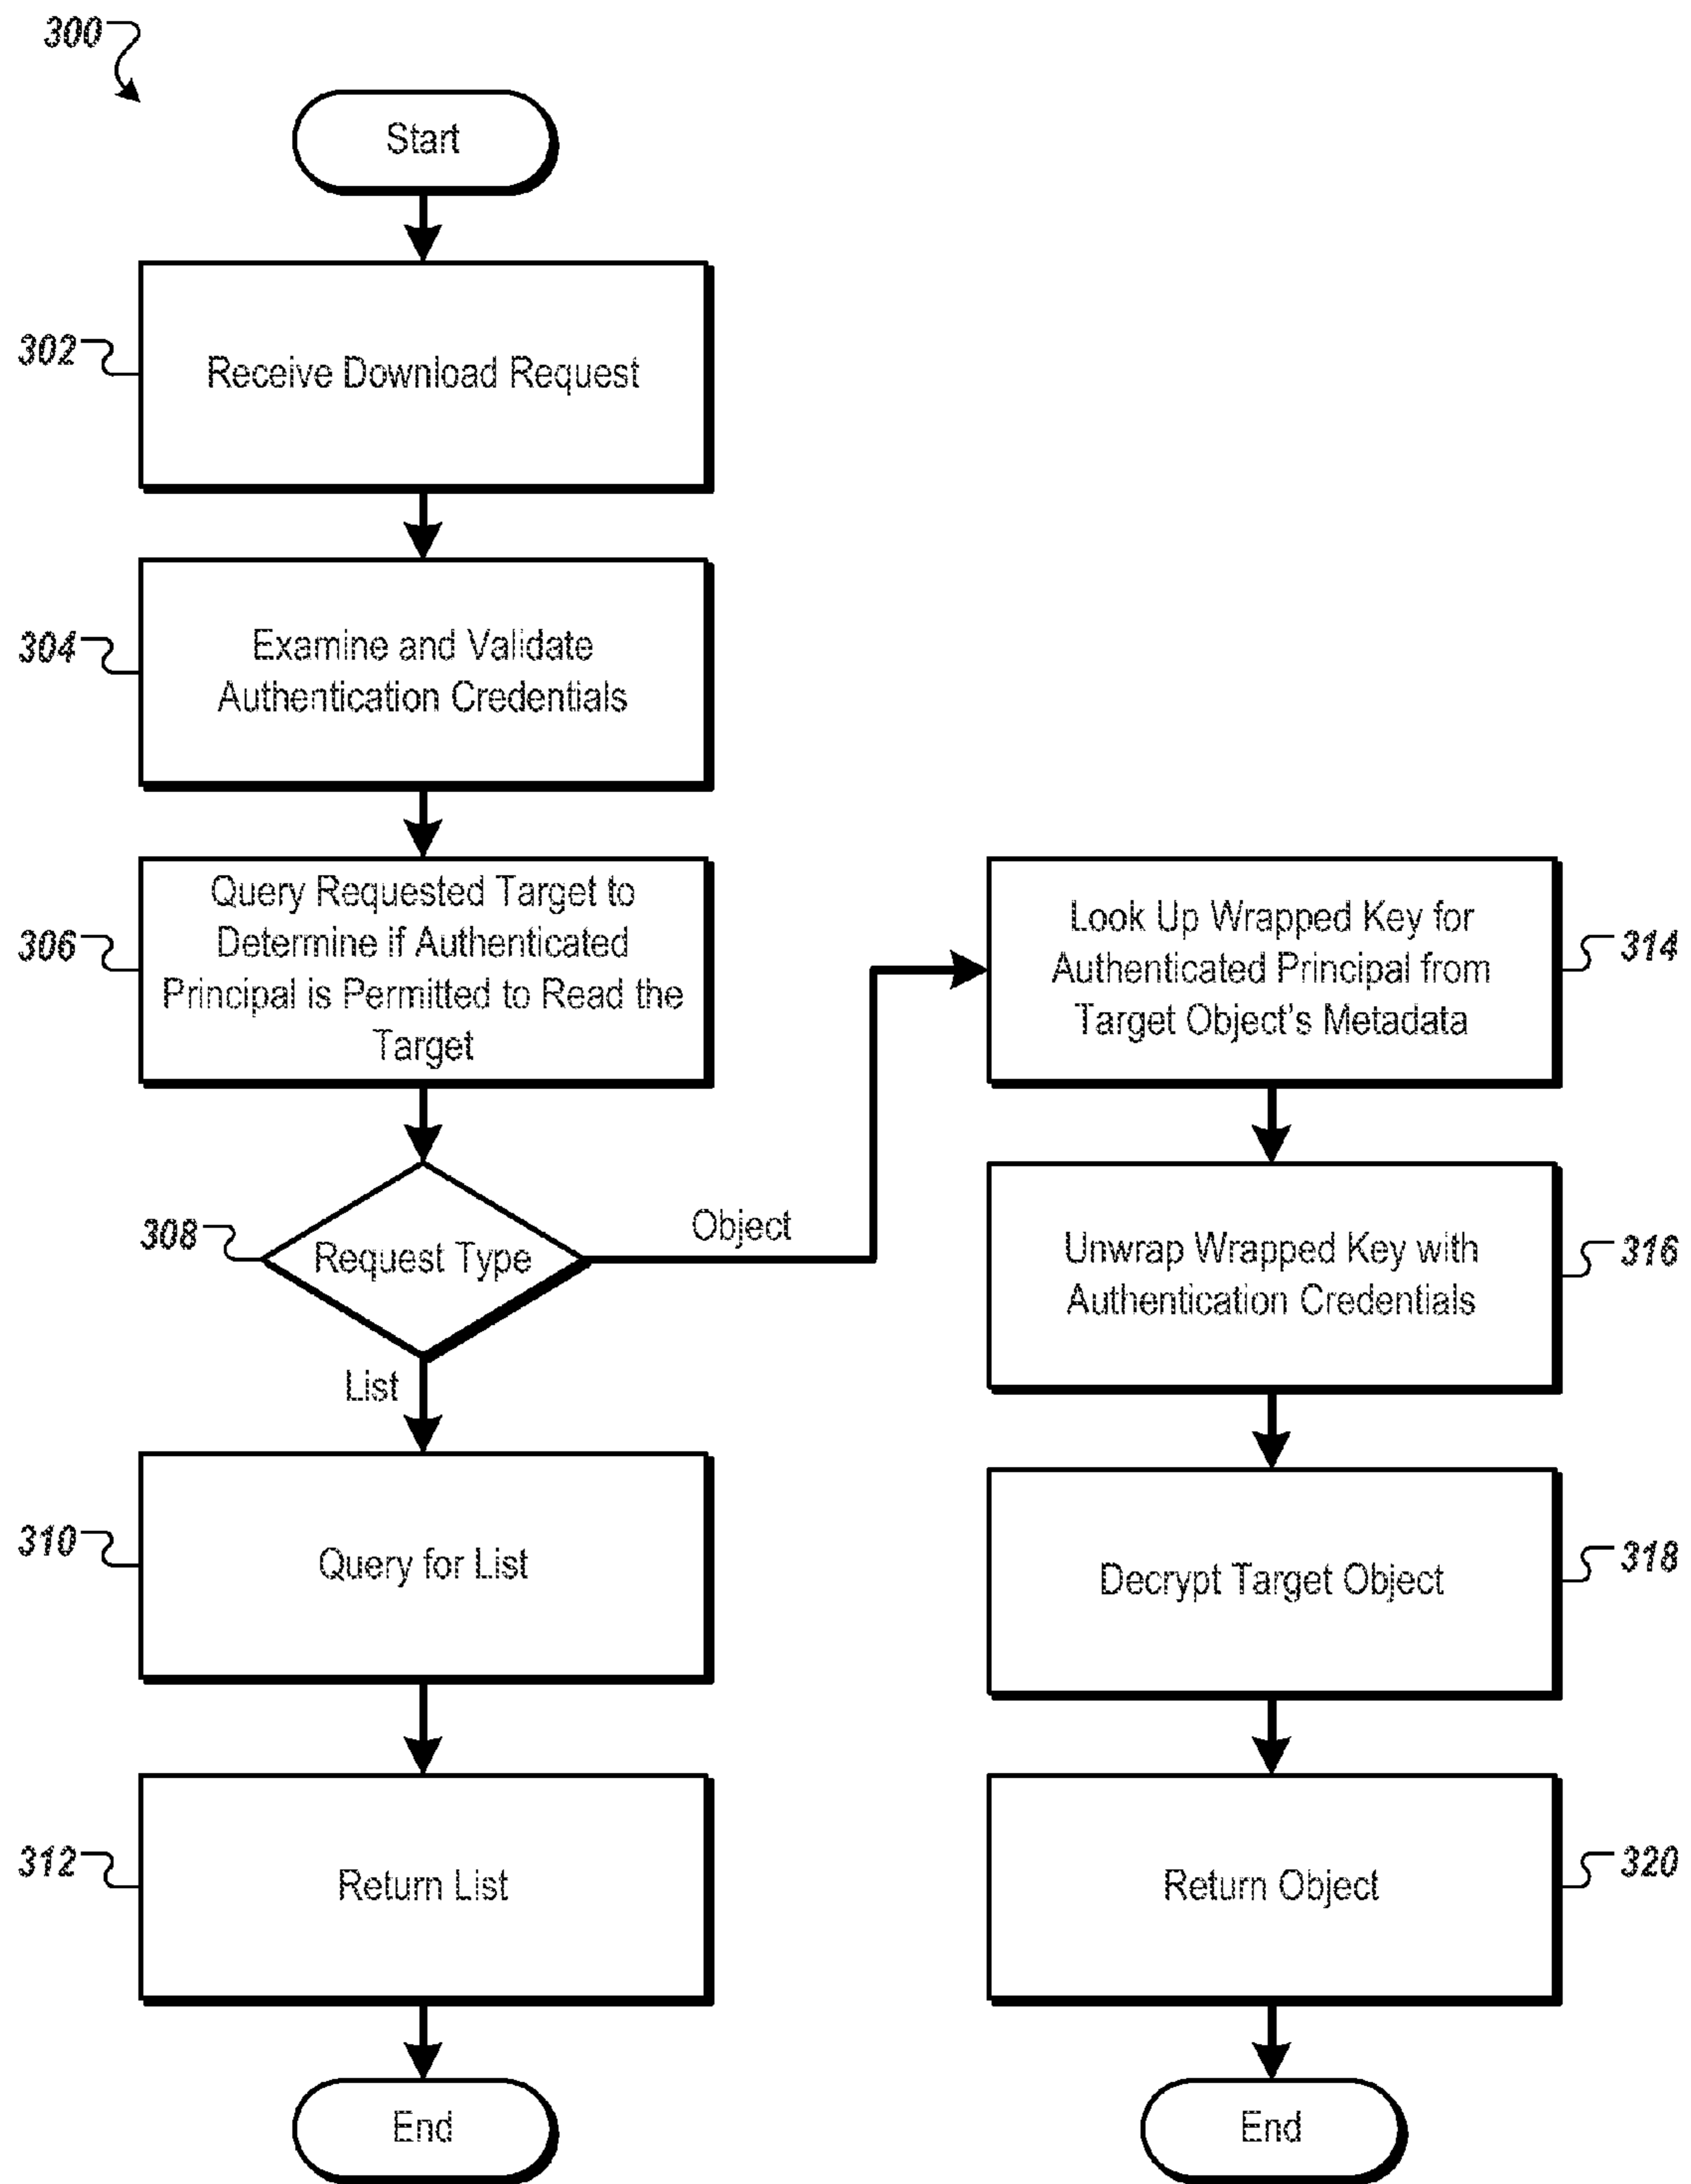 300
Start
302
Receive Download Request
304
Examine and Validate
Authentication Credentials
306
Query Requested Target to
Determine if Authenticated
Principal is Permitted to Read the
Target
308
Request Type
Object
List
310
Query for List
312
Return List
End
Look Up Wrapped Key for
Authenticated Principal from
Target Object's Metadata
314
Unwrap Wrapped Key with
Authentication Credentials
316
Decrypt Target Object
318
Return Object
320
End